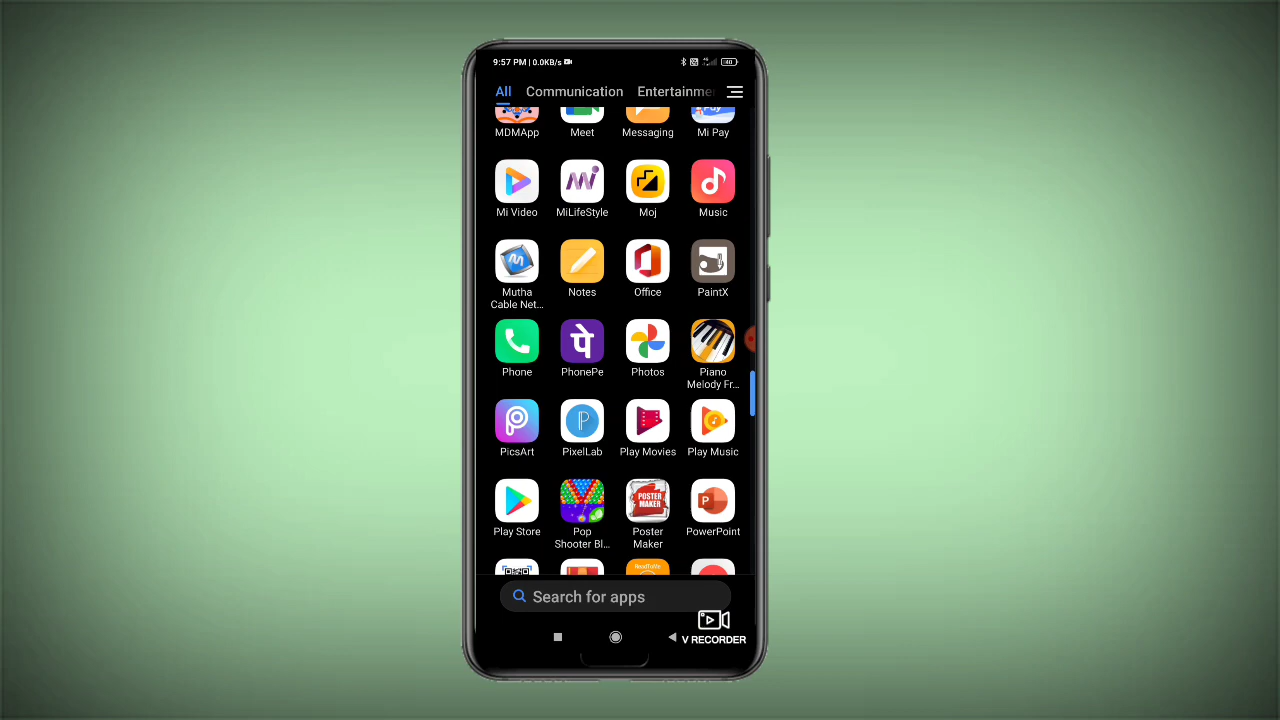 9:57 PM | 0.0KB/s
All Communication Entertainme
MDMApp Meet Messaging Mi Pay
Mi Video MiLifeStyle Moj Music
Mutha Notes Office PaintX
Cable Net...
पे
Phone PhonePe Photos Piano
Melody Fr...
PicsArt PixelLab Play Movies Play Music
POSTER
MAKER
Play Store Pop Poster PowerPoint
Shooter Bl... Maker
ReadToMe
Search for apps
V RECORDER